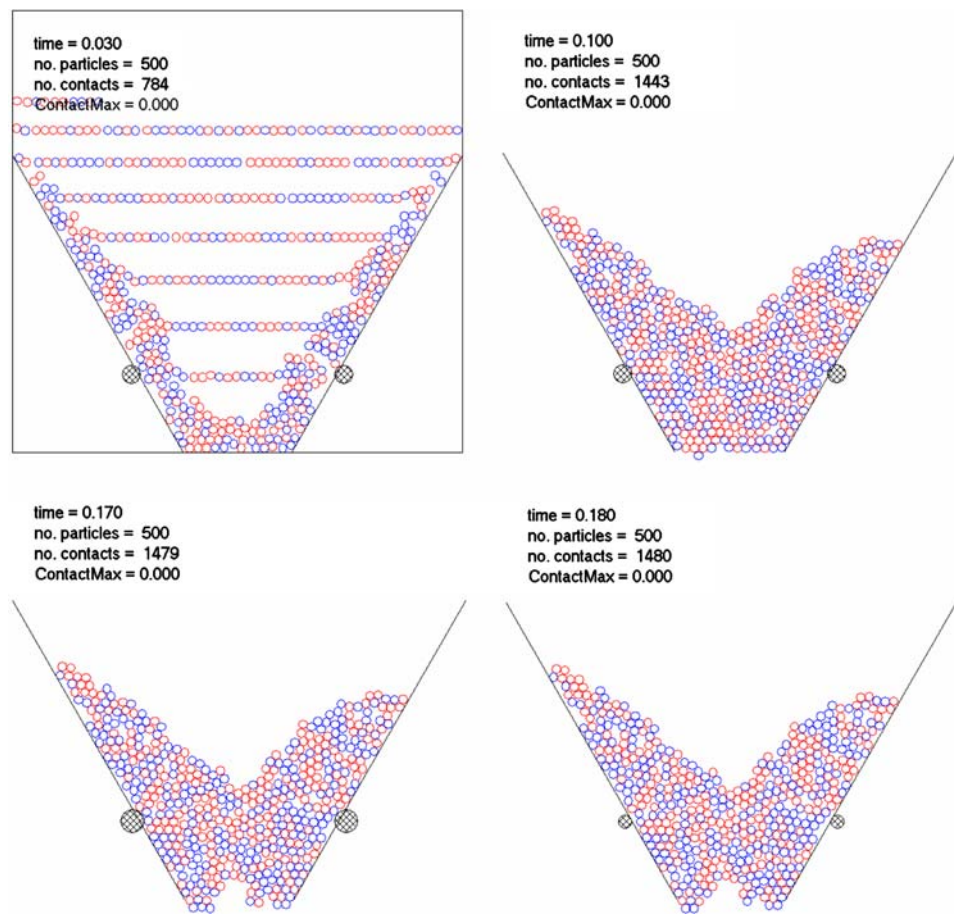 time = 0.030
no. particles = 500
no. contacts = 784
ContactMax = 0.000
time = 0.100
no. particles = 500
no. contacts = 1443
ContactMax = 0.000
time = 0.170
no. particles = 500
no. contacts = 1479
ContactMax = 0.000
time = 0.180
no. particles = 500
no. contacts = 1480
ContactMax = 0.000